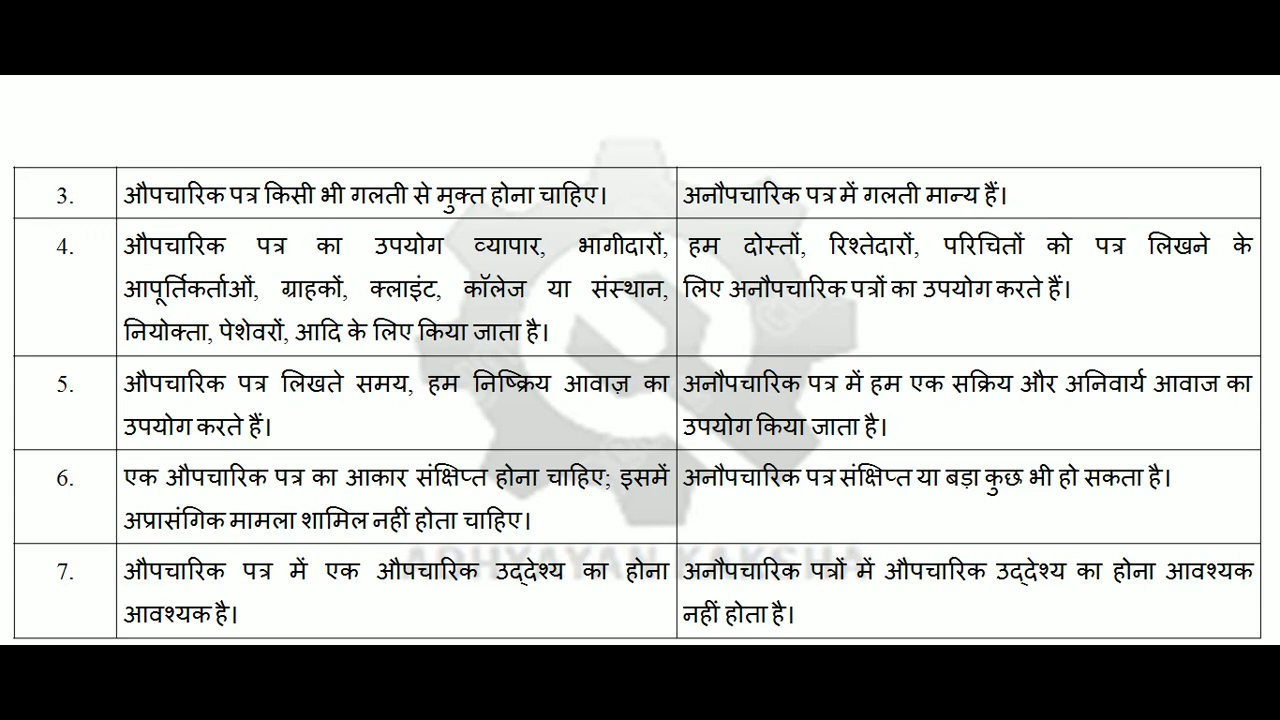 3. औपचारिक पत्र किसी भी गलती से मुक्त होना चाहिए। अनौपचारिक पत्र में गलती मान्य हैं।
4. औपचारिक पत्र का उपयोग व्यापार, भागीदारों, हम दोस्तों, रिश्तेदारों, परिचितों को पत्र लिखने के
आपूर्तिकर्ताओं, ग्राहकों, क्लाइंट, कॉलेज या संस्थान, लिए अनौपचारिक पत्रों का उपयोग करते हैं।
नियोक्ता, पेशेवरों, आदि के लिए किया जाता है।
5. औपचारिक पत्र लिखते समय, हम निष्क्रिय आवाज़ का अनौपचारिक पत्र में हम एक सक्रिय और अनिवार्य आवाज का
उपयोग करते हैं। उपयोग किया जाता है।
6. एक औपचारिक पत्र का आकार संक्षिप्त होना चाहिए; इसमें अनौपचारिक पत्र संक्षिप्त या बड़ा कुछ भी हो सकता है।
अप्रासंगिक मामला शामिल नहीं होता चाहिए।
7. औपचारिक पत्र में एक औपचारिक उद्देश्य का होना अनौपचारिक पत्रों में औपचारिक उद्देश्य का होना आवश्यक
आवश्यक है। नहीं होता है।
ADHYAYAN KAKSHA